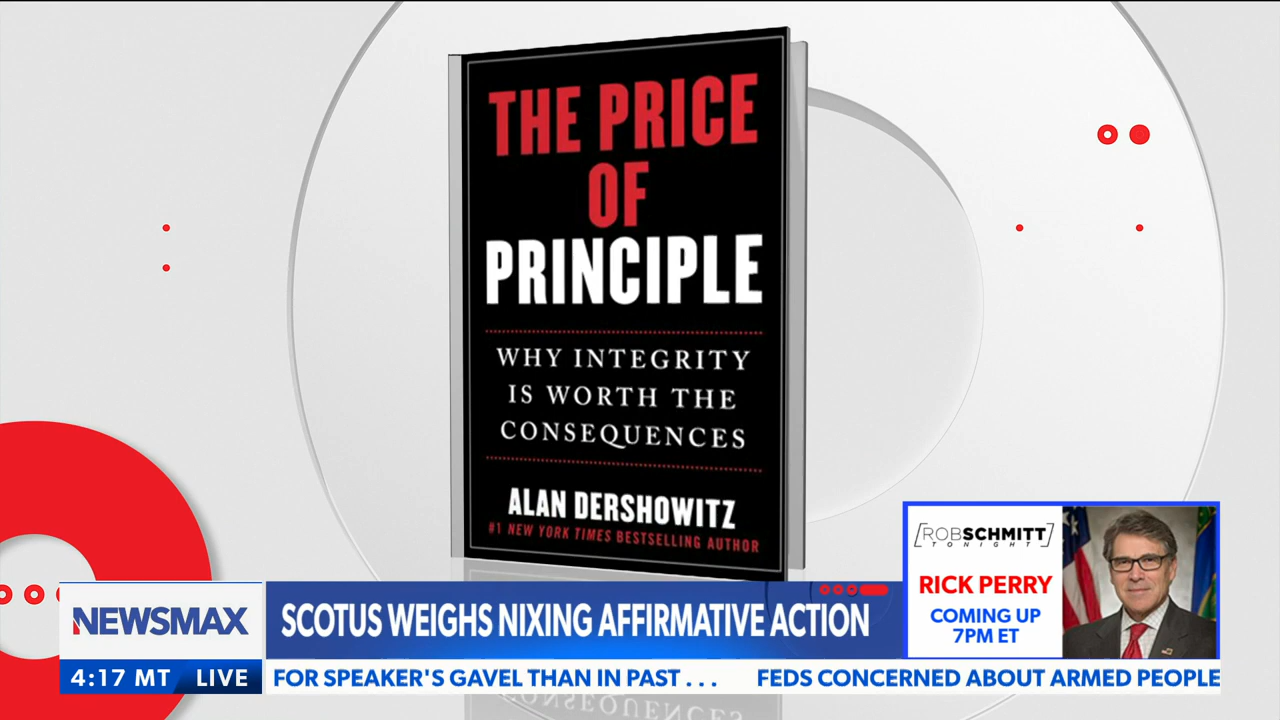 THE PRICE
OF
PRINCIPLE
WHY INTEGRITY
IS WORTH THE
CONSEQUENCES
ALAN DERSHOWITZ
#1 NEW YORK TIMES BESTSELLING AUTHOR
[ROBSCHMITT]
TONIGHT
RICK PERRY
COMING UP
7PM ET
NEWSMAX
SCOTUS WEIGHS NIXING AFFIRMATIVE ACTION
4:17 MT LIVE
FOR SPEAKER'S GAVEL THAN IN PAST . . . FEDS CONCERNED ABOUT ARMED PEOPLE
CONSEQUENCES